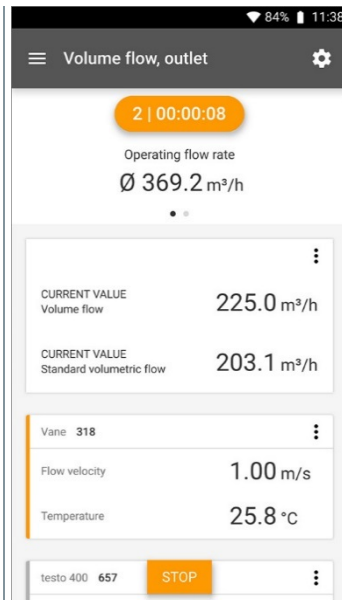 84% 11:38
Volume flow, outlet
2 | 00:00:08
Operating flow rate
Ø 369.2 m³/h
CURRENT VALUE
Volume flow
225.0 m³/h
CURRENT VALUE
Standard volumetric flow
203.1 m³/h
Vane 318
Flow velocity
1.00 m/s
Temperature
25.8 °C
testo 400 657
STOP